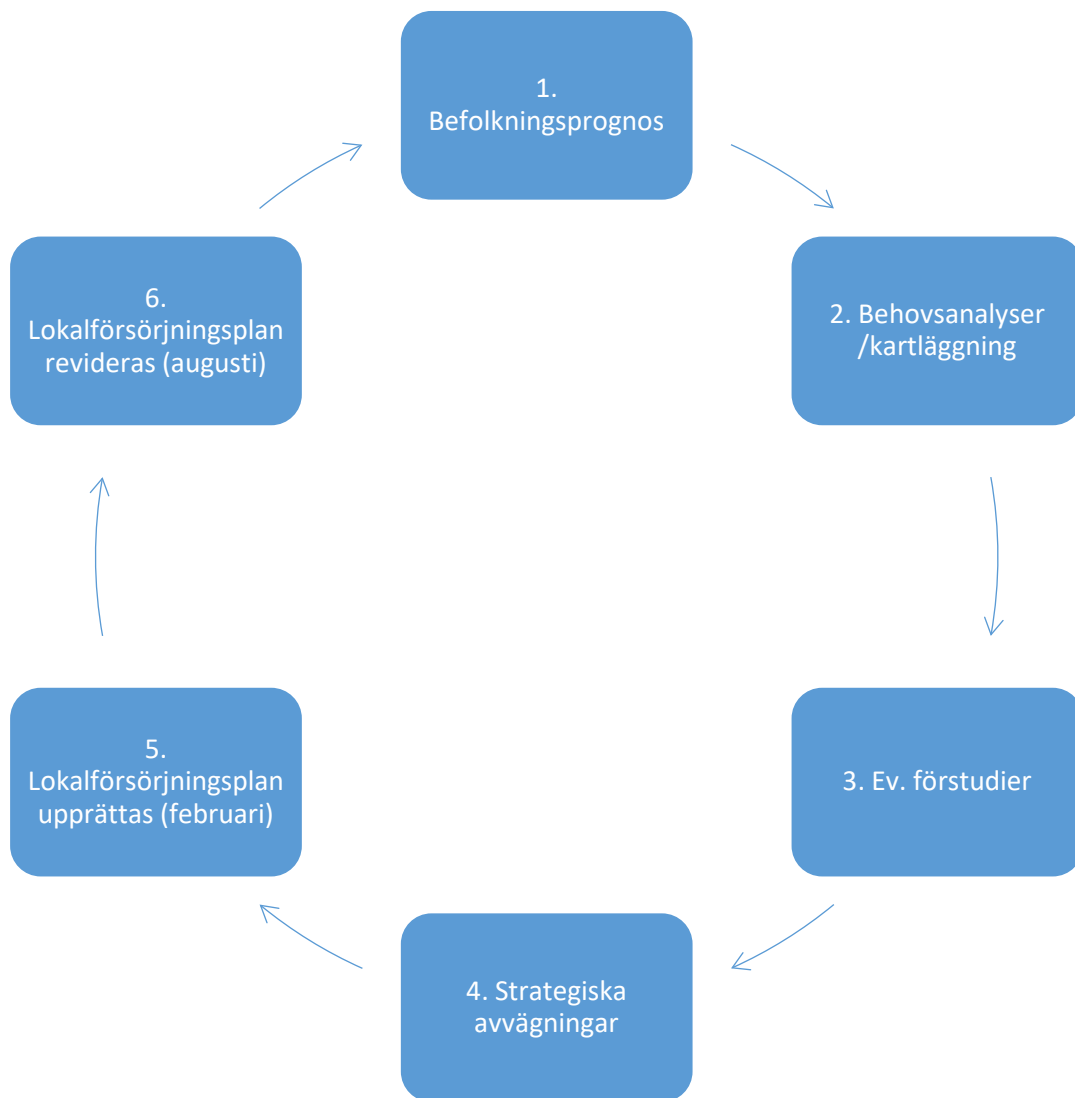 1.
Befolkningsprognos
2. Behovsanalyser
/kartläggning
3. Ev. förstudier
4. Strategiska
avvägningar
5.
Lokalförsörjningsplan
upprättas (februari)
6.
Lokalförsörjningsplan
revideras (augusti)